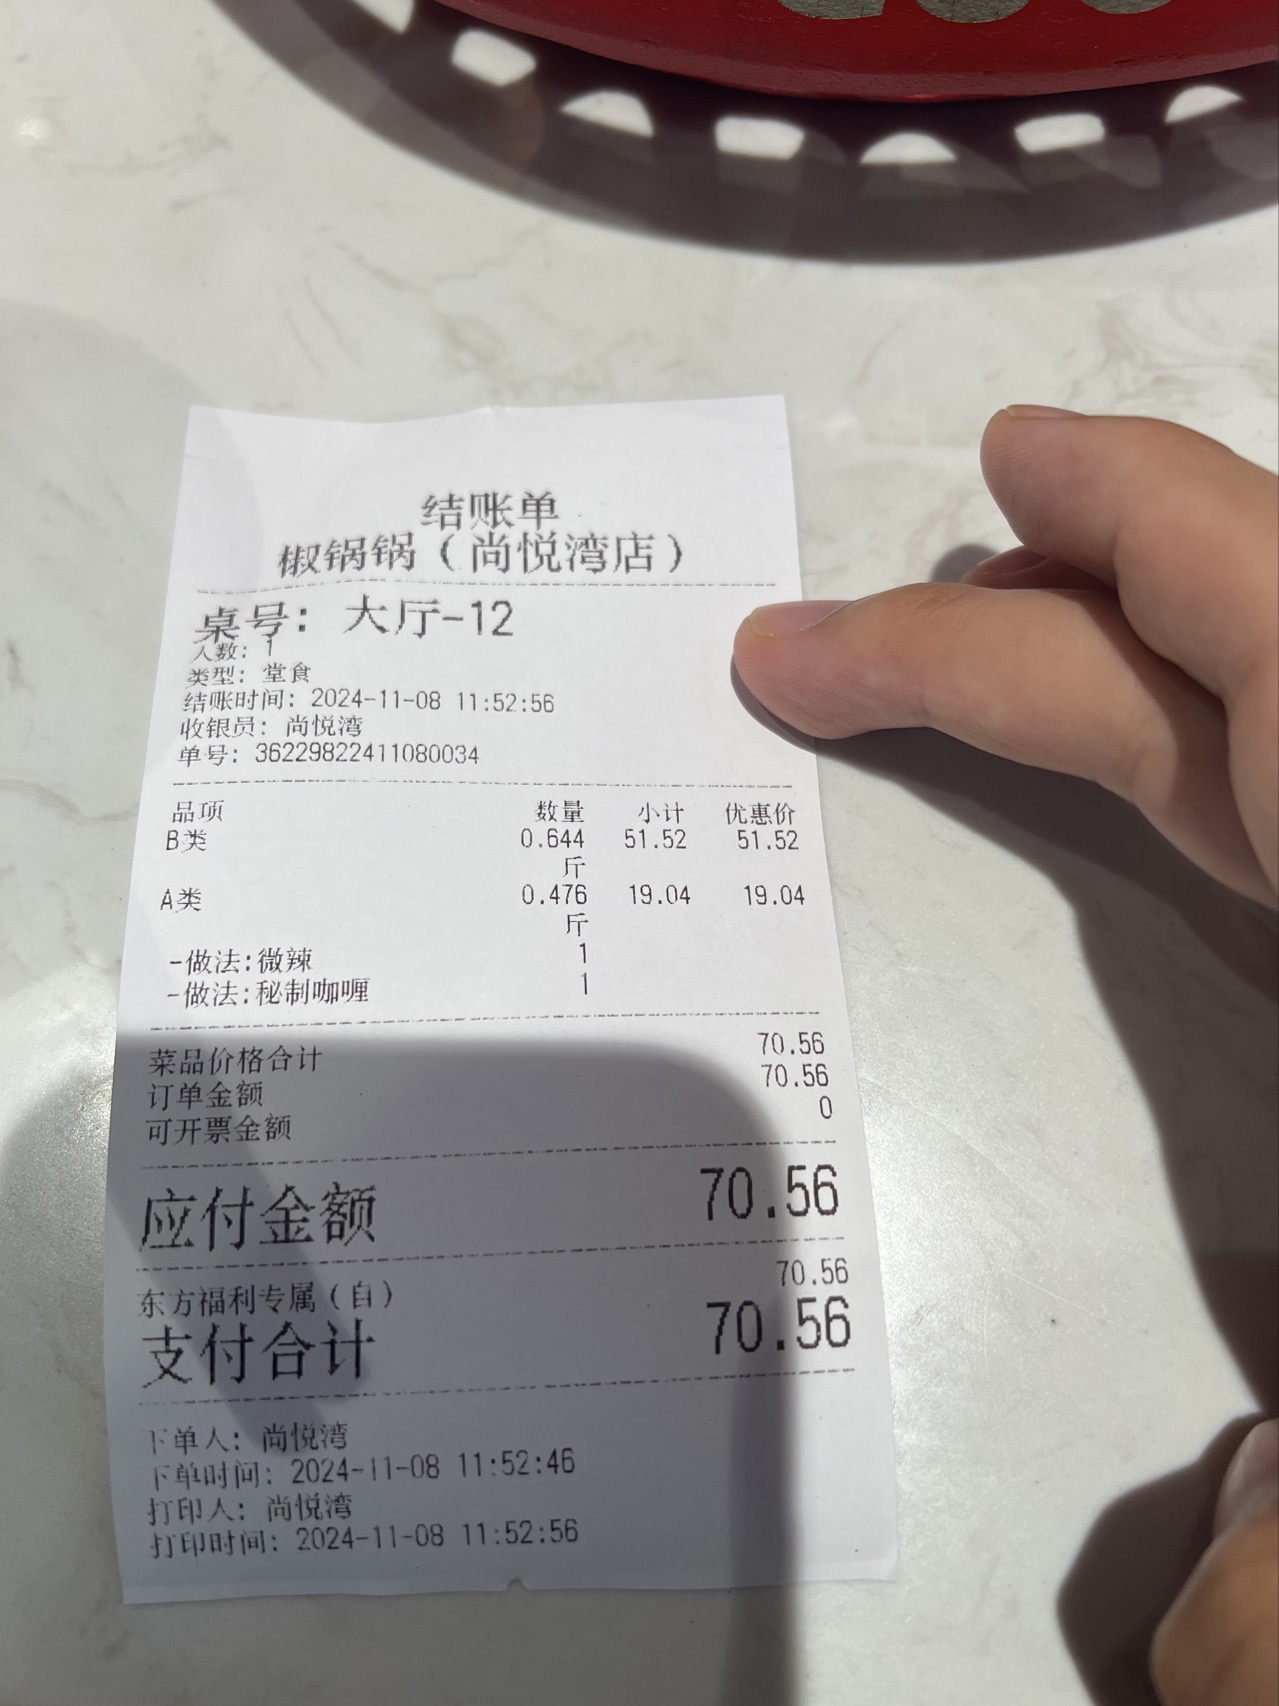 结账单
椒锅锅（尚悦湾店）
桌号：大厅-12
人数：1
类型：堂食
结账时间：2024-11-08 11:52:56
收银员：尚悦湾
单号：36229822411080034
品项 数量 小计 优惠价
B类 0.644 51.52 51.52
斤
A类 0.476 19.04 19.04
斤
-做法:微辣 1
-做法:秘制咖喱 1
菜品价格合计 70.56
订单金额 70.56
可开票金额 0
应付金额 70.56
东方福利专属（自） 70.56
支付合计 70.56
下单人：尚悦湾
下单时间：2024-11-08 11:52:46
打印人：尚悦湾
打印时间：2024-11-08 11:52:56